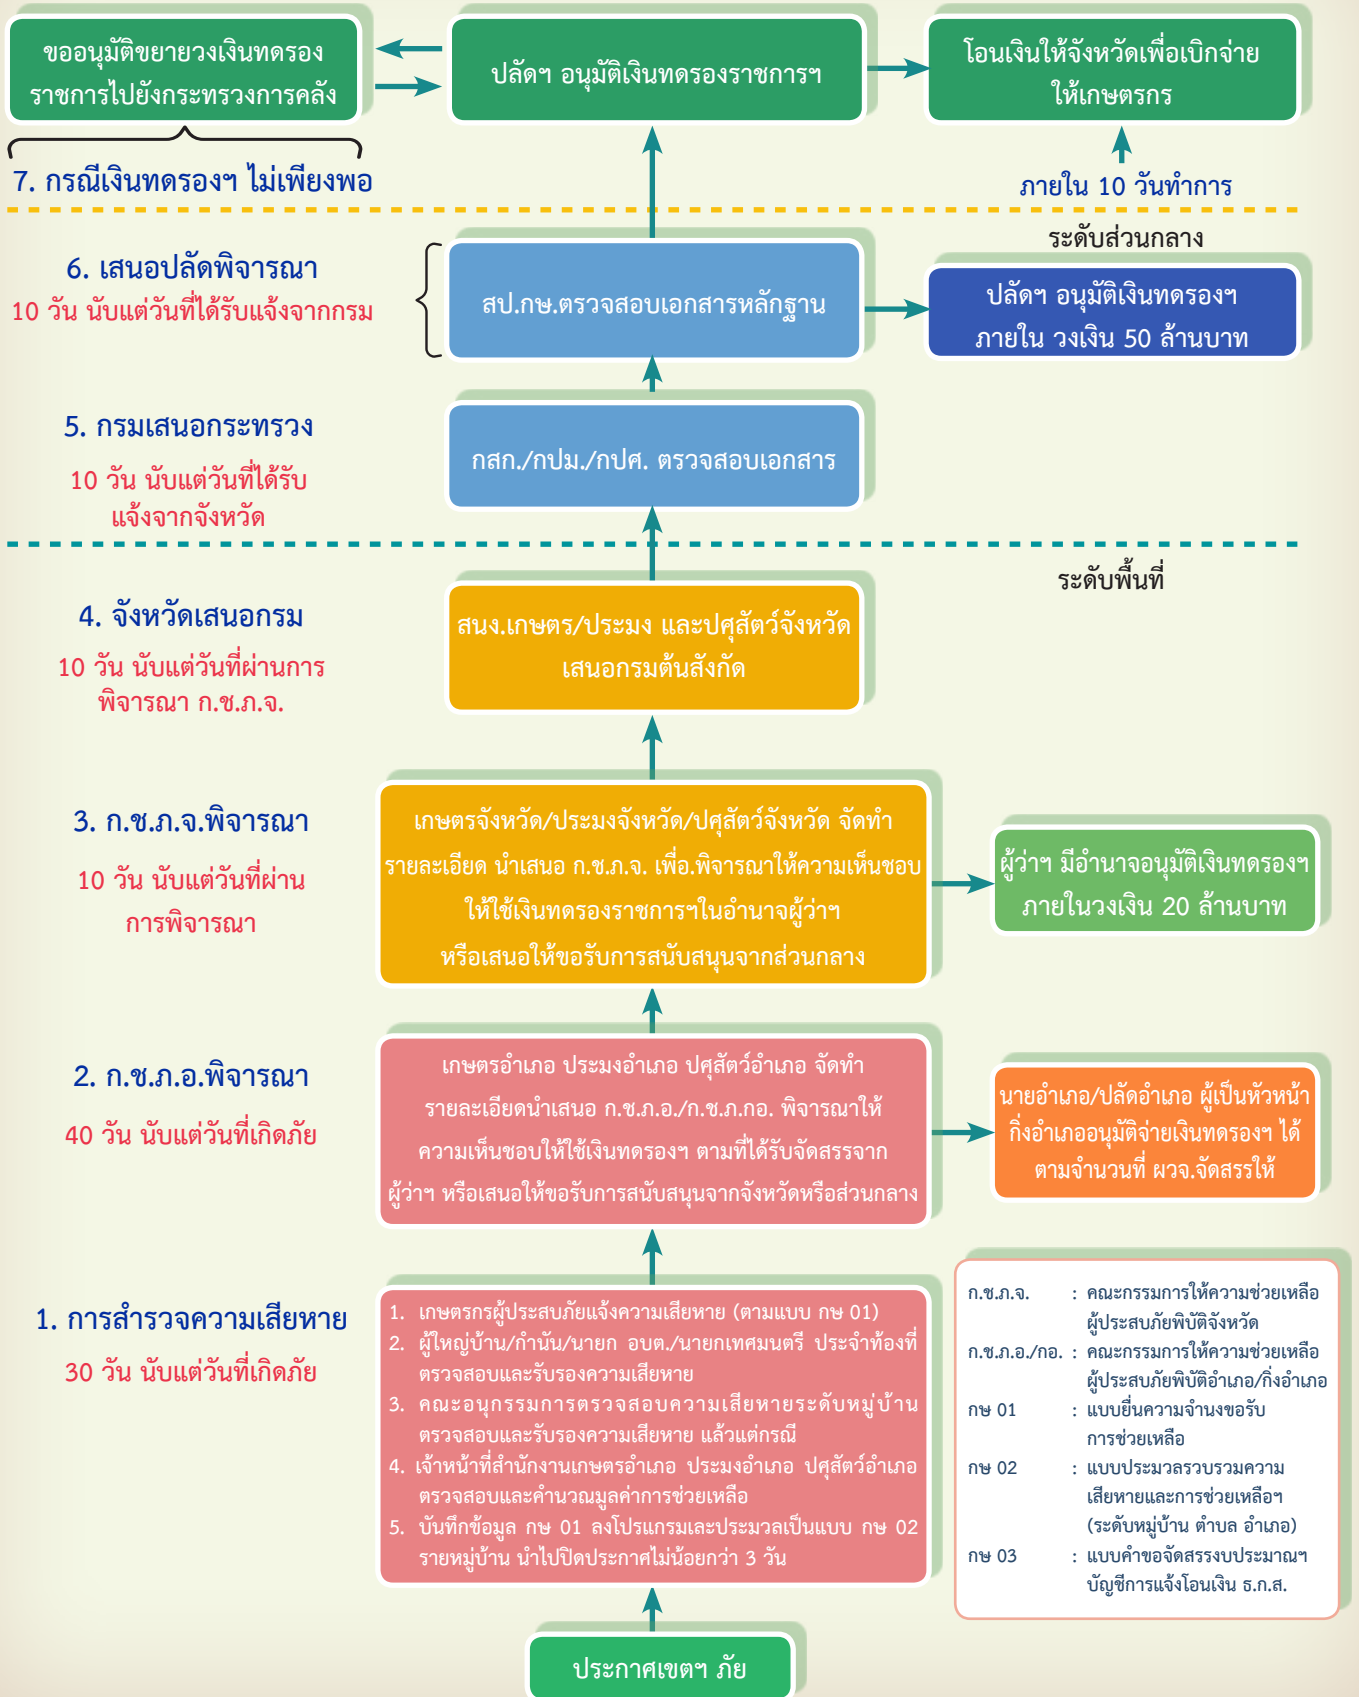 ขออนุมัติขยายวงเงินทดรอง
ราชการไปยังกระทรวงการคลัง
ปลัดฯ อนุมัติเงินทดรองราชการฯ
โอนเงินให้จังหวัดเพื่อเบิกจ่าย
ให้เกษตรกร
7. กรณีเงินทดรองฯ ไม่เพียงพอ
ภายใน 10 วันทำการ
ระดับส่วนกลาง
6. เสนอปลัดพิจารณา
10 วัน นับแต่วันที่ได้รับแจ้งจากกรม
สป.กษ.ตรวจสอบเอกสารหลักฐาน
ปลัดฯ อนุมัติเงินทดรองฯ
ภายใน วงเงิน 50 ล้านบาท
5. กรมเสนอกระทรวง
10 วัน นับแต่วันที่ได้รับ
แจ้งจากจังหวัด
กสก./กปม./กปศ. ตรวจสอบเอกสาร
ระดับพื้นที่
4. จังหวัดเสนอกรม
10 วัน นับแต่วันที่ผ่านการ
พิจารณา ก.ช.ภ.จ.
สนง.เกษตร/ประมง และปศุสัตว์จังหวัด
เสนอกรมต้นสังกัด
3. ก.ช.ภ.จ.พิจารณา
10 วัน นับแต่วันที่ผ่าน
การพิจารณา
เกษตรจังหวัด/ประมงจังหวัด/ปศุสัตว์จังหวัด จัดทำ
รายละเอียด นำเสนอ ก.ช.ภ.จ. เพื่อ.พิจารณาให้ความเห็นชอบ
ให้ใช้เงินทดรองราชการฯในอำนาจผู้ว่าฯ
หรือเสนอให้ขอรับการสนับสนุนจากส่วนกลาง
ผู้ว่าฯ มีอำนาจอนุมัติเงินทดรองฯ
ภายในวงเงิน 20 ล้านบาท
2. ก.ช.ภ.อ.พิจารณา
40 วัน นับแต่วันที่เกิดภัย
เกษตรอำเภอ ประมงอำเภอ ปศุสัตว์อำเภอ จัดทำ
รายละเอียดนำเสนอ ก.ช.ภ.อ./ก.ช.ภ.กอ. พิจารณาให้
ความเห็นชอบให้ใช้เงินทดรองฯ ตามที่ได้รับจัดสรรจาก
ผู้ว่าฯ หรือเสนอให้ขอรับการสนับสนุนจากจังหวัดหรือส่วนกลาง
นายอำเภอ/ปลัดอำเภอ ผู้เป็นหัวหน้า
กิ่งอำเภออนุมัติจ่ายเงินทดรองฯ ได้
ตามจำนวนที่ ผวจ.จัดสรรให้
1. การสำรวจความเสียหาย
30 วัน นับแต่วันที่เกิดภัย
1. เกษตรกรผู้ประสบภัยแจ้งความเสียหาย (ตามแบบ กษ 01)
2. ผู้ใหญ่บ้าน/กำนัน/นายก อบต./นายกเทศมนตรี ประจำท้องที่
ตรวจสอบและรับรองความเสียหาย
3. คณะอนุกรรมการตรวจสอบความเสียหายระดับหมู่บ้าน
ตรวจสอบและรับรองความเสียหาย แล้วแต่กรณี
4. เจ้าหน้าที่สำนักงานเกษตรอำเภอ ประมงอำเภอ ปศุสัตว์อำเภอ
ตรวจสอบและคำนวณมูลค่าการช่วยเหลือ
5. บันทึกข้อมูล กษ 01 ลงโปรแกรมและประมวลเป็นแบบ กษ 02
รายหมู่บ้าน นำไปปิดประกาศไม่น้อยกว่า 3 วัน
ก.ช.ภ.จ. : คณะกรรมการให้ความช่วยเหลือ
ผู้ประสบภัยพิบัติจังหวัด
ก.ช.ภ.อ./กอ. : คณะกรรมการให้ความช่วยเหลือ
ผู้ประสบภัยพิบัติอำเภอ/กิ่งอำเภอ
กษ 01 : แบบยื่นความจำนงขอรับ
การช่วยเหลือ
กษ 02 : แบบประมวลรวบรวมความ
เสียหายและการช่วยเหลือฯ
(ระดับหมู่บ้าน ตำบล อำเภอ)
กษ 03 : แบบคำขอจัดสรรงบประมาณฯ
บัญชีการแจ้งโอนเงิน ธ.ก.ส.
ประกาศเขตฯ ภัย